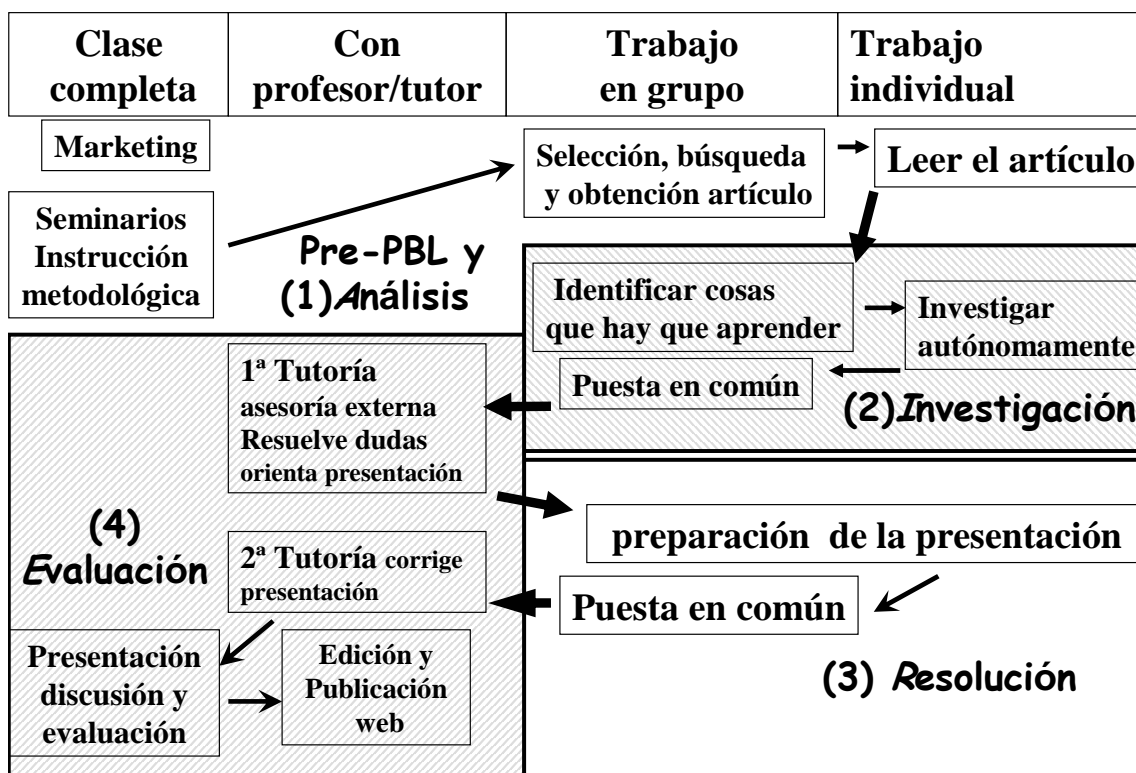 Clase
completa
Con
profesor/tutor
Trabajo
en grupo
Trabajo
individual
Marketing
Seminarios
Instrucción
metodológica
Selección, búsqueda
y obtención artículo
Leer el artículo
Pre-PBL y
(1)Análisis
Identificar cosas
que hay que aprender
Investigar
autónomamente
Puesta en común
(2)Investigación
1ª Tutoría
asesoría externa
Resuelve dudas
orienta presentación
(4)
Evaluación
preparación de la presentación
2ª Tutoría corrige
presentación
Puesta en común
(3) Resolución
Presentación
discusión y
evaluación
Edición y
Publicación
web